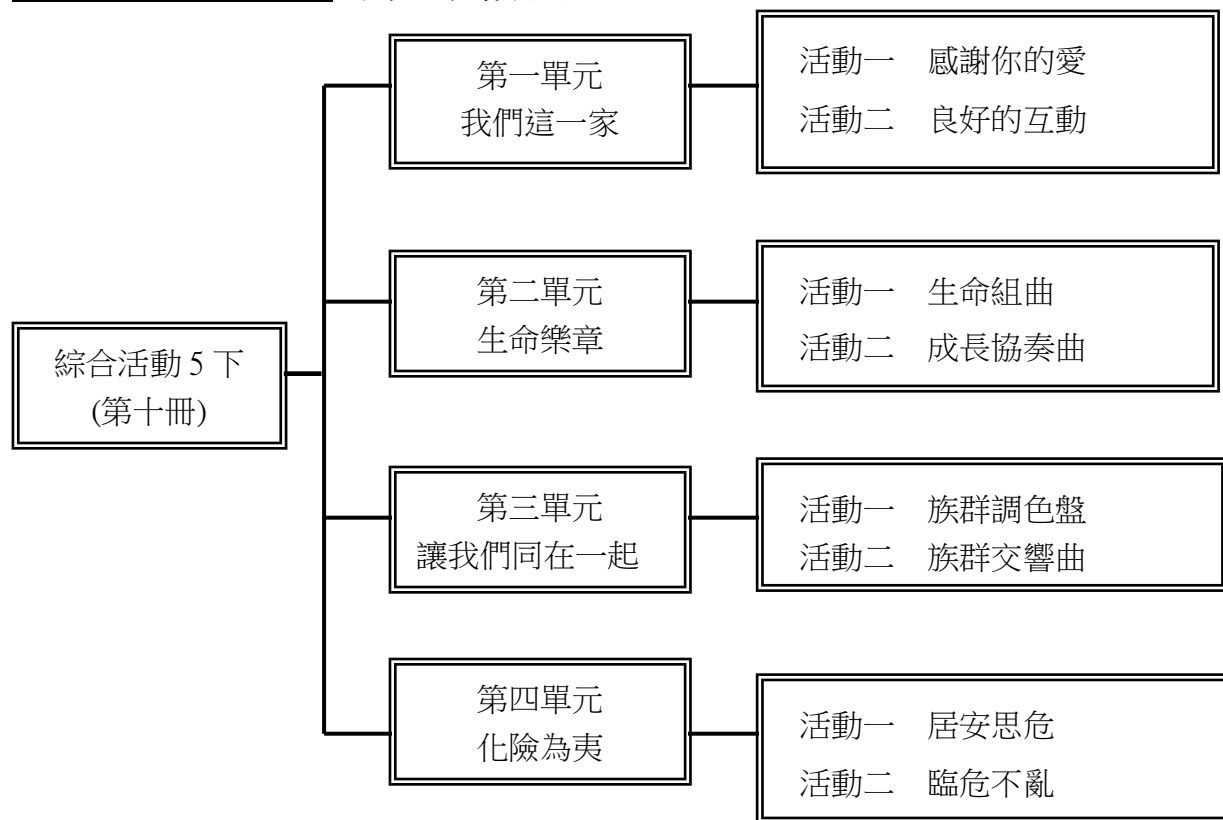 第一單元
我們這一家
活動一 感謝你的愛
活動二 良好的互動
第二單元
生命樂章
活動一 生命組曲
活動二 成長協奏曲
綜合活動 5 下
(第十冊)
第三單元
讓我們同在一起
活動一 族群調色盤
活動二 族群交響曲
第四單元
化險為夷
活動一 居安思危
活動二 臨危不亂